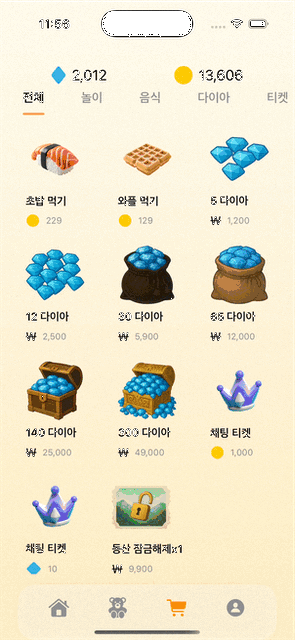 11:56
2,012 13,606
전체 놀이 음식 다이아 티켓
초밥 먹기 와플 먹기 5 다이아
229 129 ₩ 1,200
12 다이아 30 다이아 65 다이아
₩ 2,500 ₩ 5,900 ₩ 12,000
140 다이아 300 다이아 채팅 티켓
₩ 25,000 ₩ 49,000 1,000
채팅 티켓 동산 잠금해제x1
10 ₩ 9,900